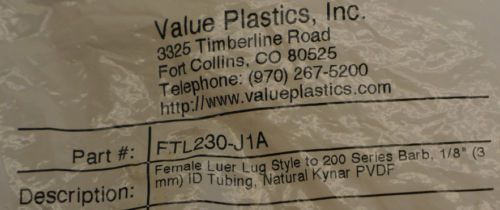 Value Plastics, Inc.
3325 Timberline Road
Fort Collins, CO 80525
Telephone: (970) 267-5200
http://www.valueplastics.com
Part #: FTL230-J1A
Description: Female Luer Lug Style to 200 Series Barb, 1/8" (3
mm) ID Tubing, Natural Kynar PVDF